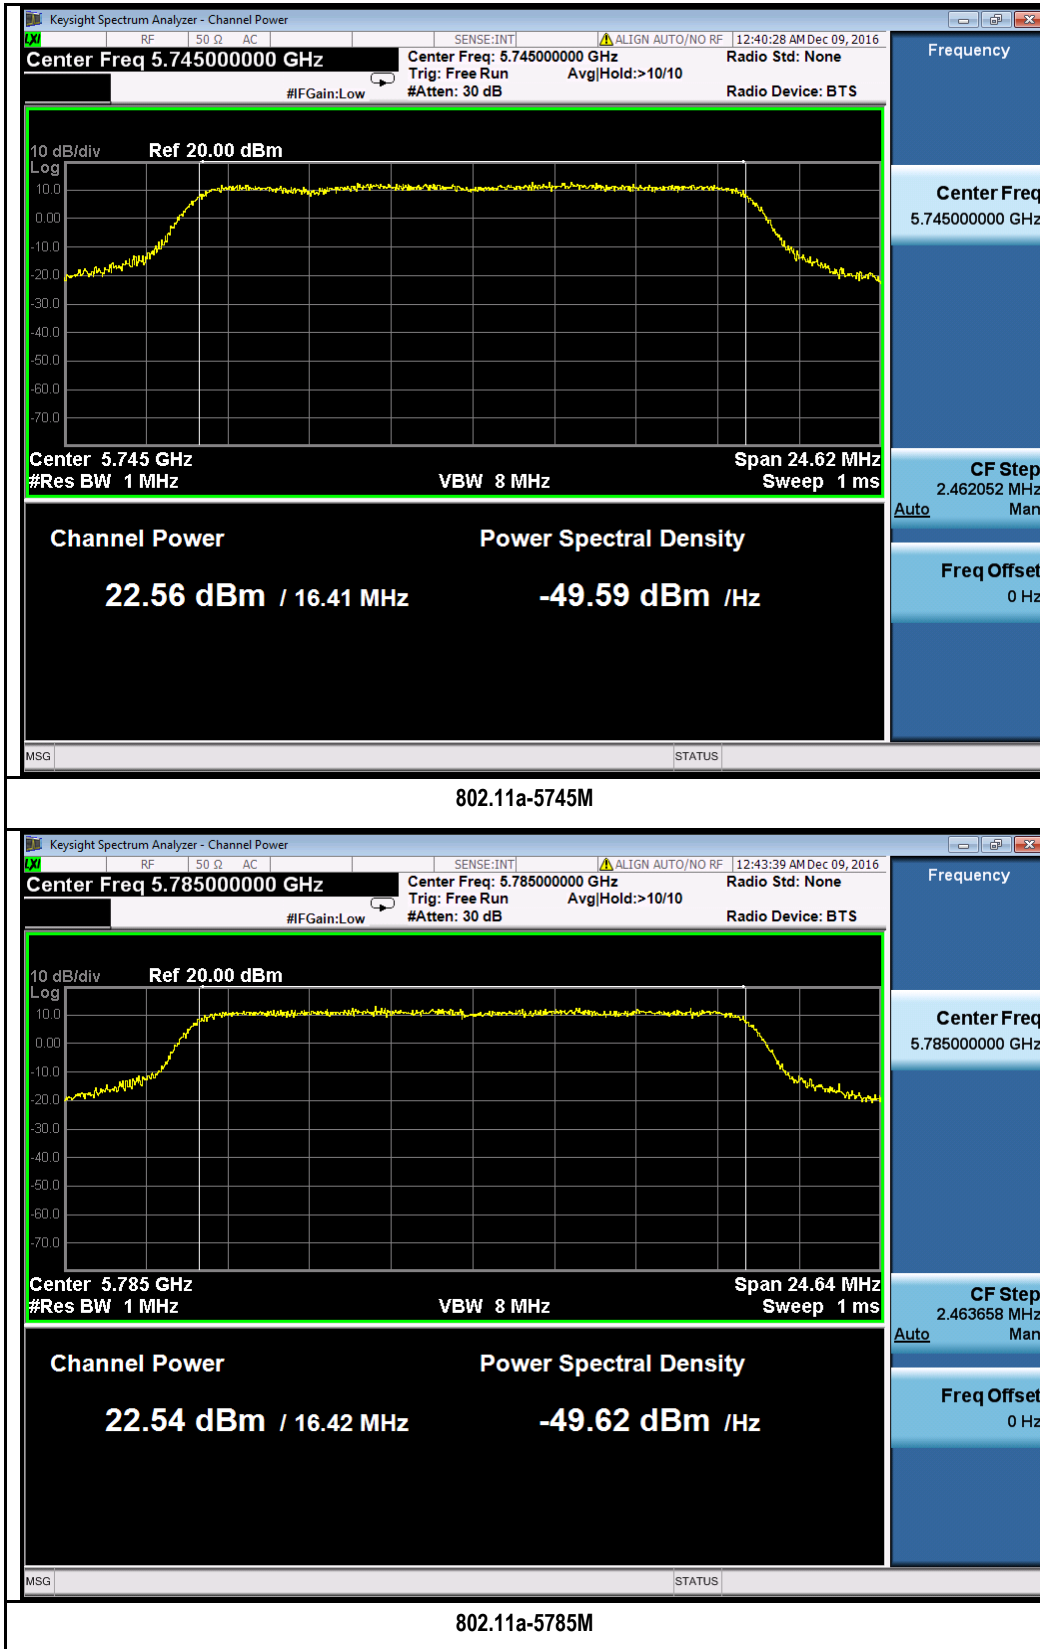 Keysight Spectrum Analyzer - Channel Power
LXI RF 50 Ω AC SENSE:INT ALIGN AUTO/NO RF 12:40:28 AM Dec 09, 2016
Center Freq 5.745000000 GHz
Center Freq: 5.745000000 GHz
Radio Std: None
Trig: Free Run Avg|Hold:>10/10
#IFGain:Low
#Atten: 30 dB
Radio Device: BTS
Frequency
10 dB/div Ref 20.00 dBm
Log
10.0
0.00
-10.0
-20.0
-30.0
-40.0
-50.0
-60.0
-70.0
Center Freq
5.745000000 GHz
Center 5.745 GHz Span 24.62 MHz
#Res BW 1 MHz VBW 8 MHz Sweep 1 ms
CF Step
2.462052 MHz
Auto Man
Channel Power Power Spectral Density
22.56 dBm / 16.41 MHz -49.59 dBm /Hz
Freq Offset
0 Hz
MSG STATUS
802.11a-5745M
Keysight Spectrum Analyzer - Channel Power
LXI RF 50 Ω AC SENSE:INT ALIGN AUTO/NO RF 12:43:39 AM Dec 09, 2016
Center Freq 5.785000000 GHz
Center Freq: 5.785000000 GHz
Radio Std: None
Trig: Free Run Avg|Hold:>10/10
#IFGain:Low
#Atten: 30 dB
Radio Device: BTS
Frequency
10 dB/div Ref 20.00 dBm
Log
10.0
0.00
-10.0
-20.0
-30.0
-40.0
-50.0
-60.0
-70.0
Center Freq
5.785000000 GHz
Center 5.785 GHz Span 24.64 MHz
#Res BW 1 MHz VBW 8 MHz Sweep 1 ms
CF Step
2.463658 MHz
Auto Man
Channel Power Power Spectral Density
22.54 dBm / 16.42 MHz -49.62 dBm /Hz
Freq Offset
0 Hz
MSG STATUS
802.11a-5785M